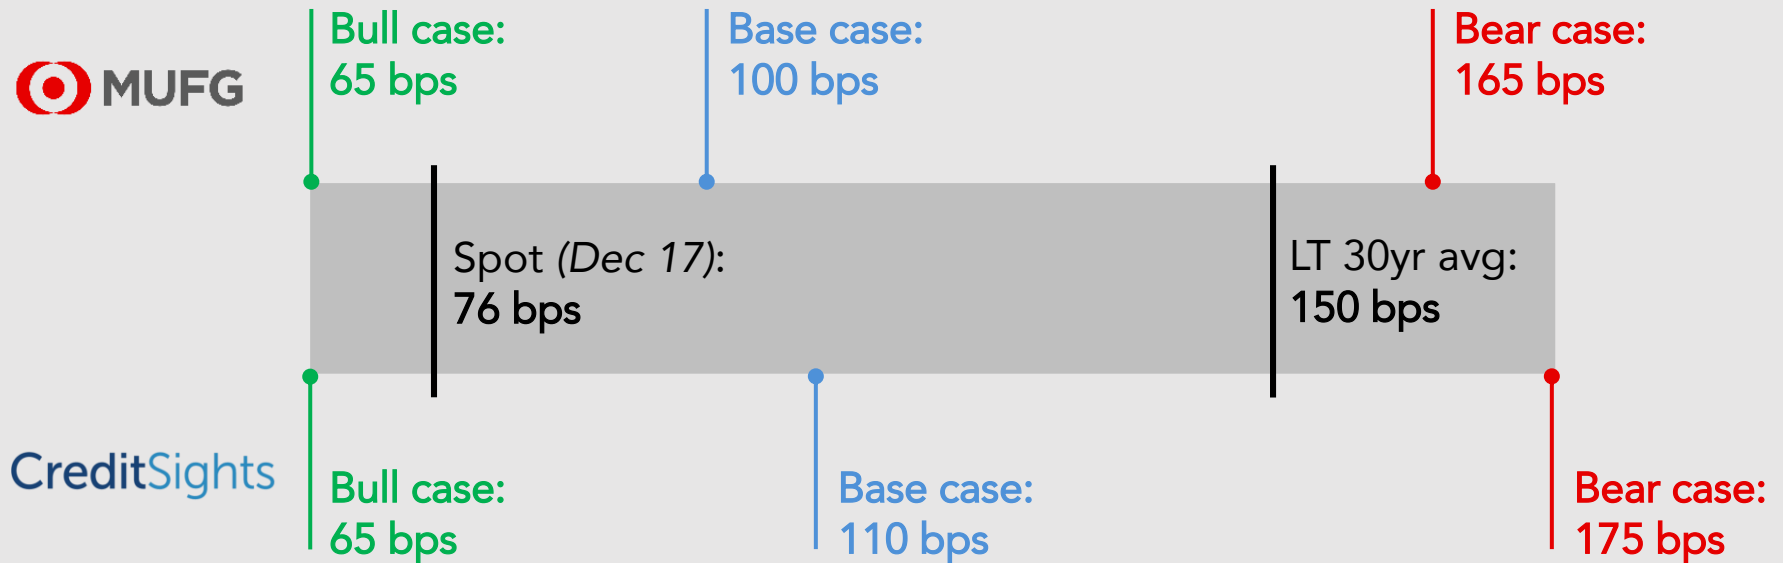 Bull case:
65 bps
Base case:
100 bps
Bear case:
165 bps
MUFG
Spot (Dec 17):
76 bps
LT 30yr avg:
150 bps
CreditSights
Bull case:
65 bps
Base case:
110 bps
Bear case:
175 bps